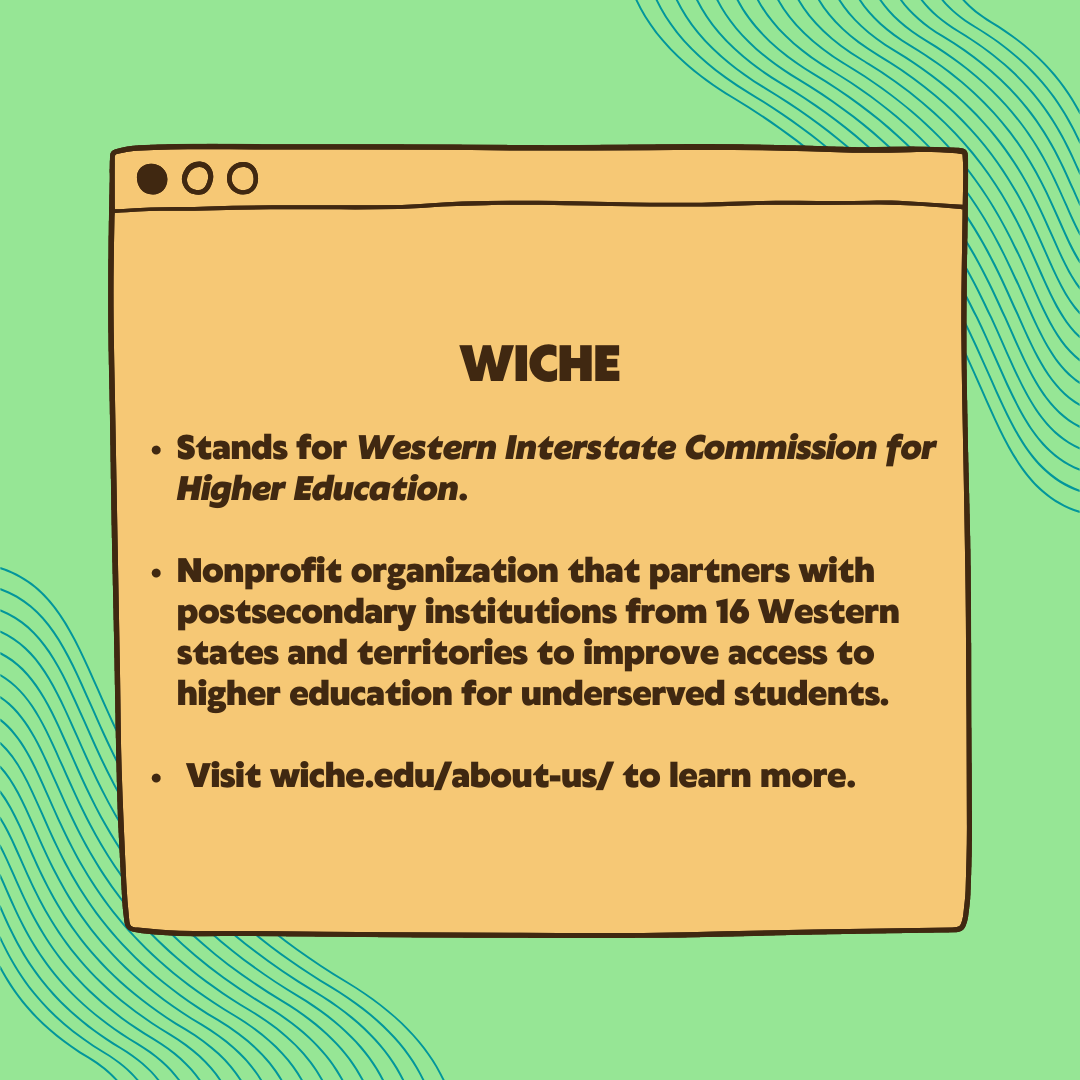 WICHE
• Stands for Western Interstate Commission for
Higher Education.
• Nonprofit organization that partners with
postsecondary institutions from 16 Western
states and territories to improve access to
higher education for underserved students.
• Visit wiche.edu/about-us/ to learn more.